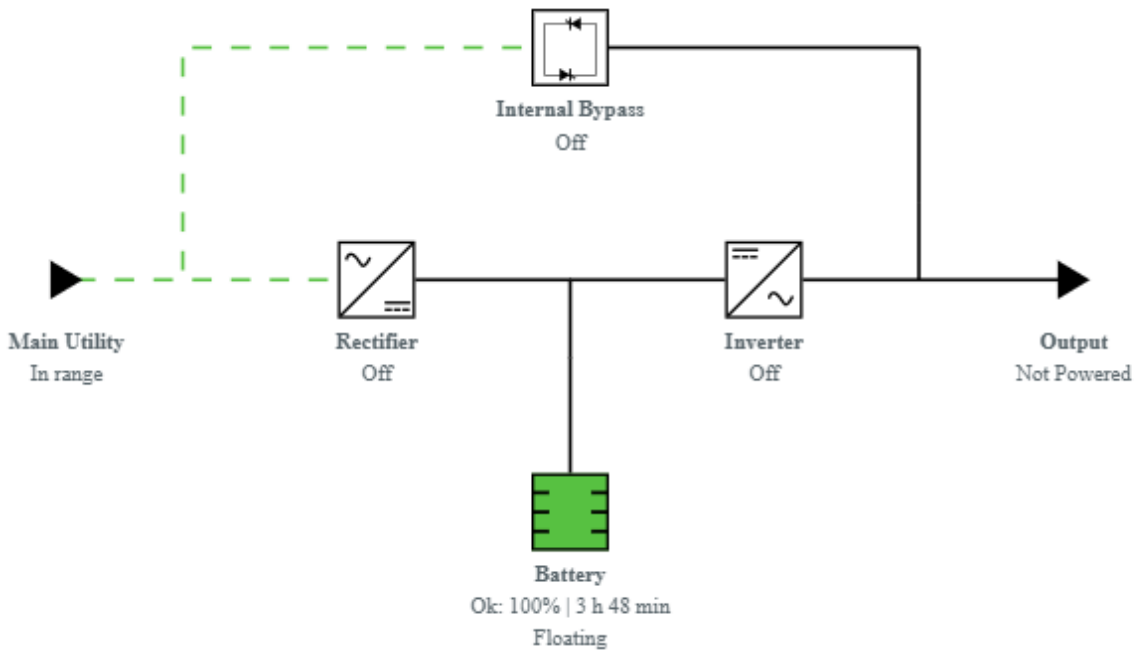 Internal Bypass
Off
Main Utility
In range
Rectifier
Off
Inverter
Off
Output
Not Powered
Battery
Ok: 100% | 3 h 48 min
Floating